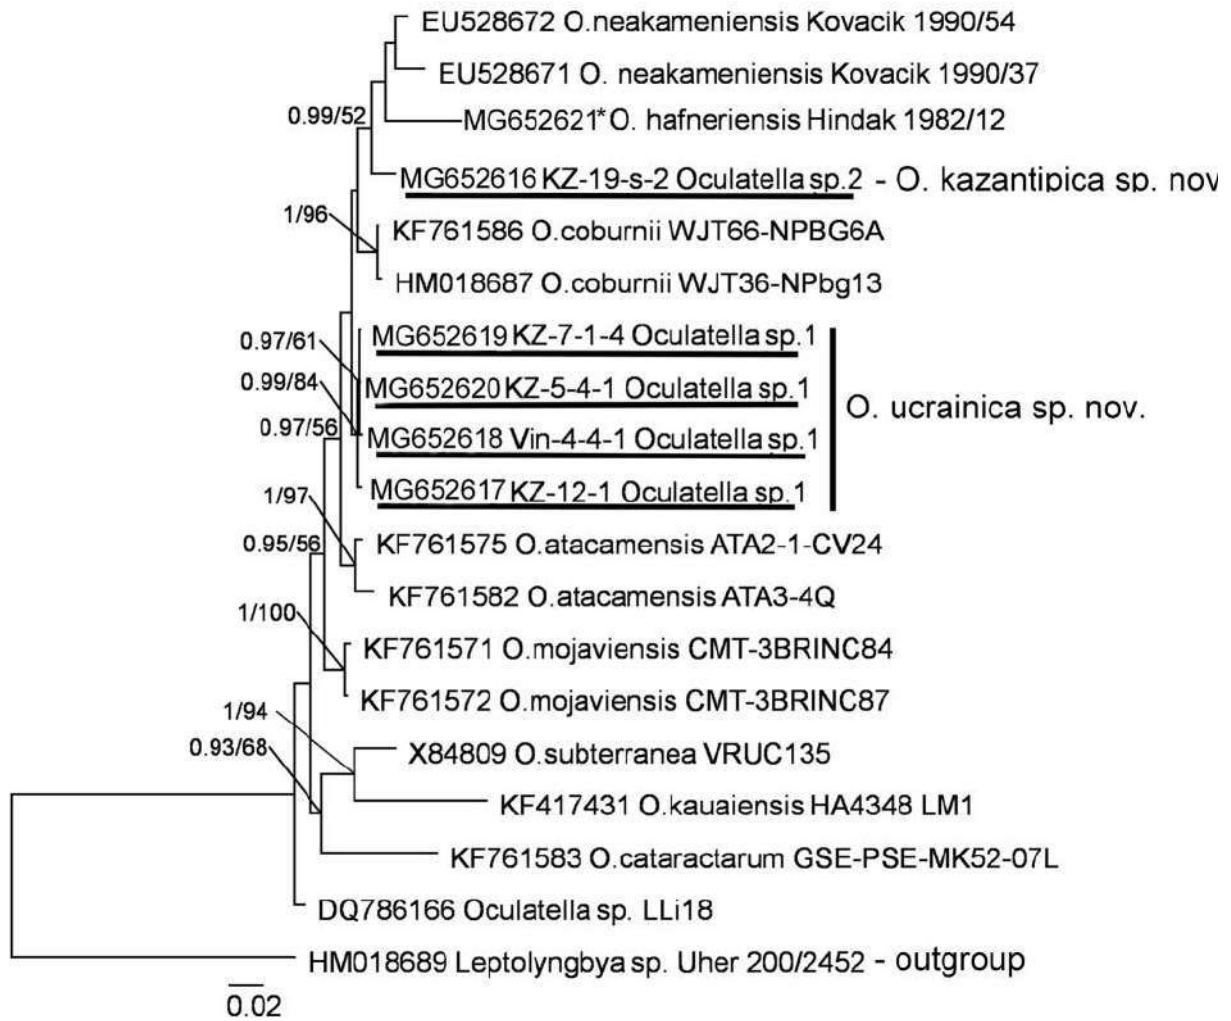 EU528672 O.neakameniensis Kovacik 1990/54
EU528671 O. neakameniensis Kovacik 1990/37
0.99/52
MG652621*O. hafneriensis Hindak 1982/12
MG652616 KZ-19-s-2 Oculatella sp.2 - O. kazantipica sp. nov
1/96
KF761586 O.coburnii WJT66-NPBG6A
HM018687 O.coburnii WJT36-NPbg13
0.97/61
MG652619 KZ-7-1-4 Oculatella sp.1
0.99/84
MG652620 KZ-5-4-1 Oculatella sp.1
O. ucrainica sp. nov.
0.97/56
MG652618 Vin-4-4-1 Oculatella sp.1
MG652617 KZ-12-1 Oculatella sp.1
1/97
0.95/56
KF761575 O.atacamensis ATA2-1-CV24
KF761582 O.atacamensis ATA3-4Q
1/100
KF761571 O.mojaviensis CMT-3BRINC84
KF761572 O.mojaviensis CMT-3BRINC87
1/94
0.93/68
X84809 O.subterranea VRUC135
KF417431 O.kauaiensis HA4348 LM1
KF761583 O.cataractarum GSE-PSE-MK52-07L
DQ786166 Oculatella sp. LLi18
HM018689 Leptolyngbya sp. Uher 200/2452 - outgroup
0.02